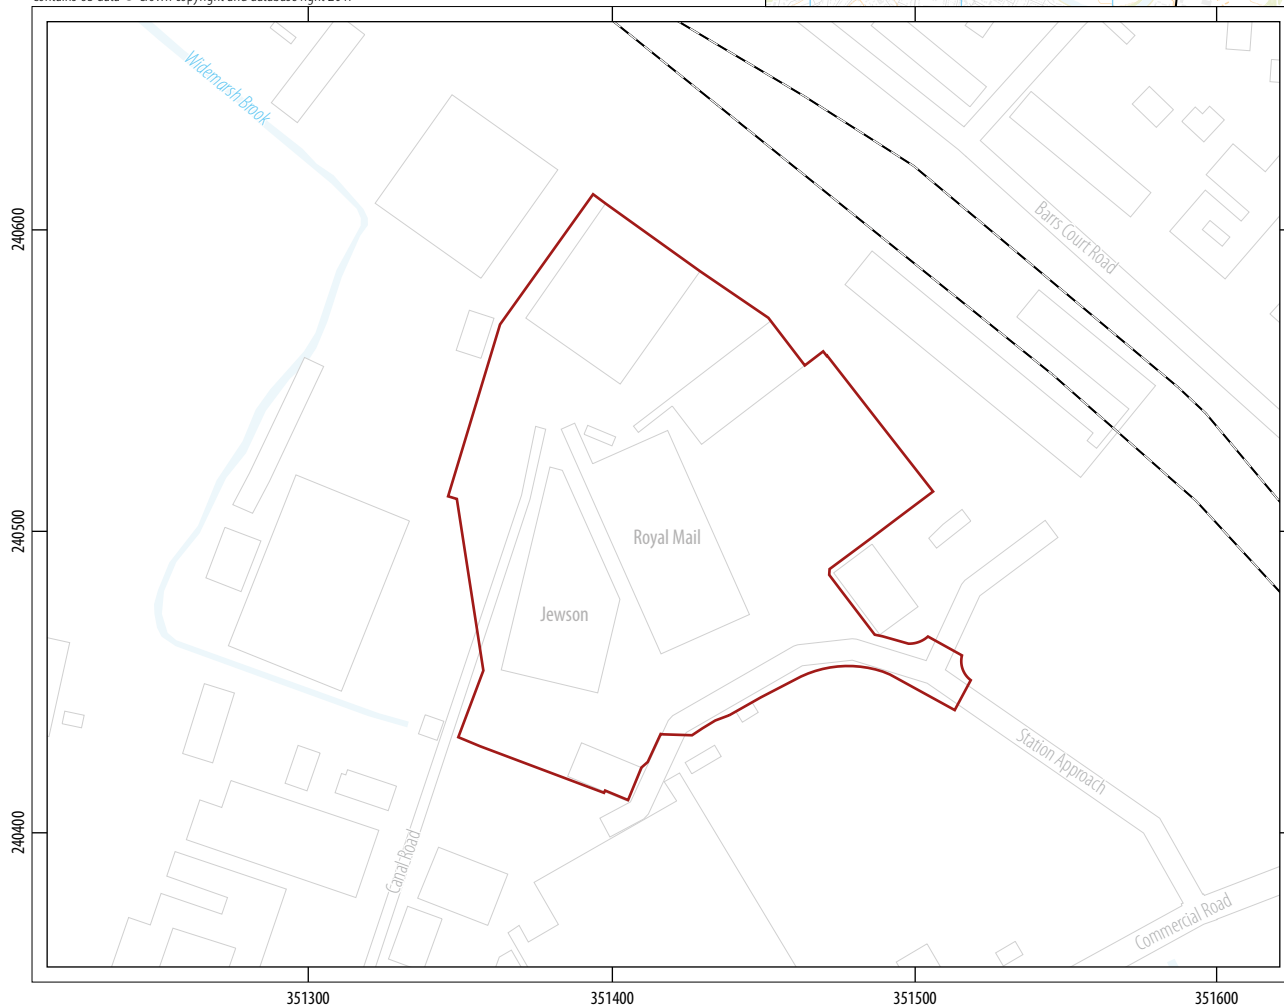 Widemarsh Brook
Barrs Court Road
240600
240500
240400
Royal Mail
Jewson
Station Approach
Canal Road
Commercial Road
351300
351400
351500
351600